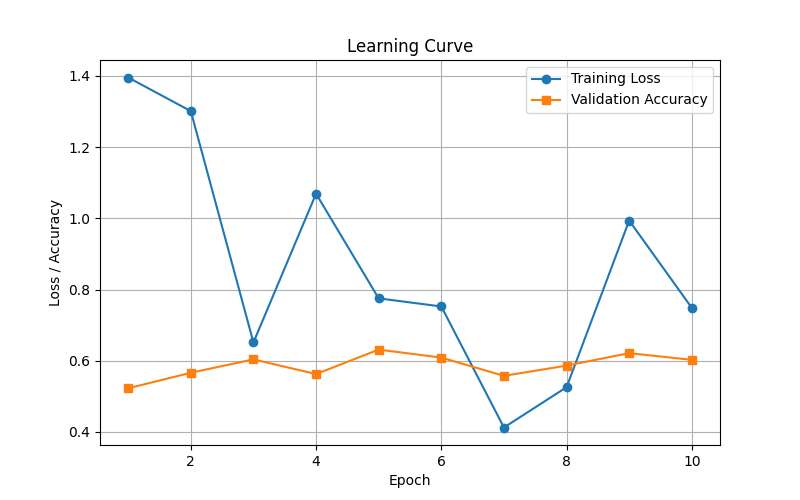 Learning Curve
Training Loss
Validation Accuracy
1.4
1.2
1.0
0.8
0.6
0.4
Loss / Accuracy
2 4 6 8 10
Epoch